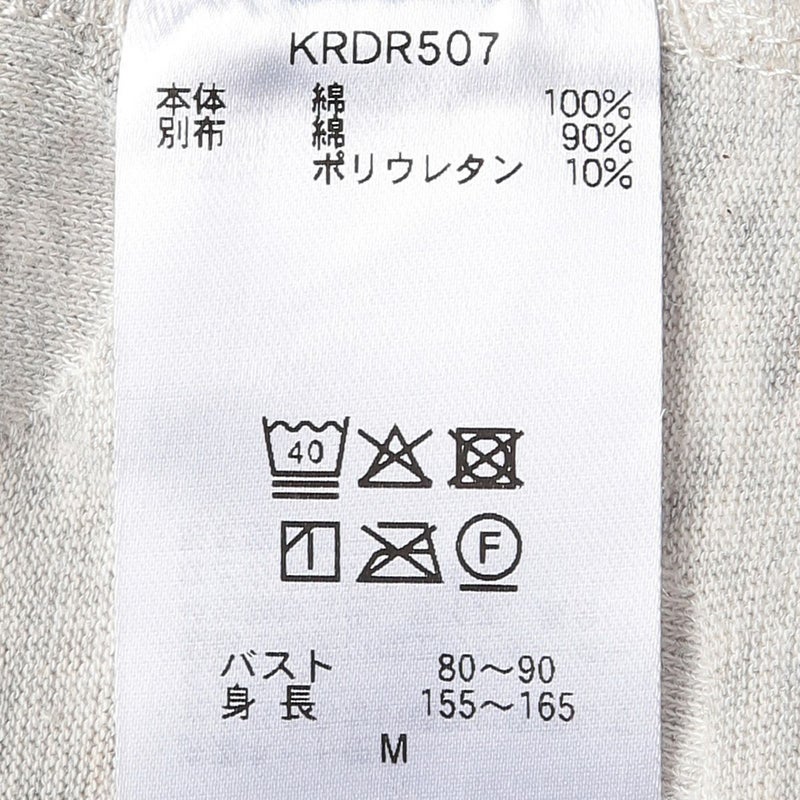 KRDR507
本体 綿 100%
別布 綿 90%
ポリウレタン 10%
40
F
バスト 80〜90
身長 155〜165
M